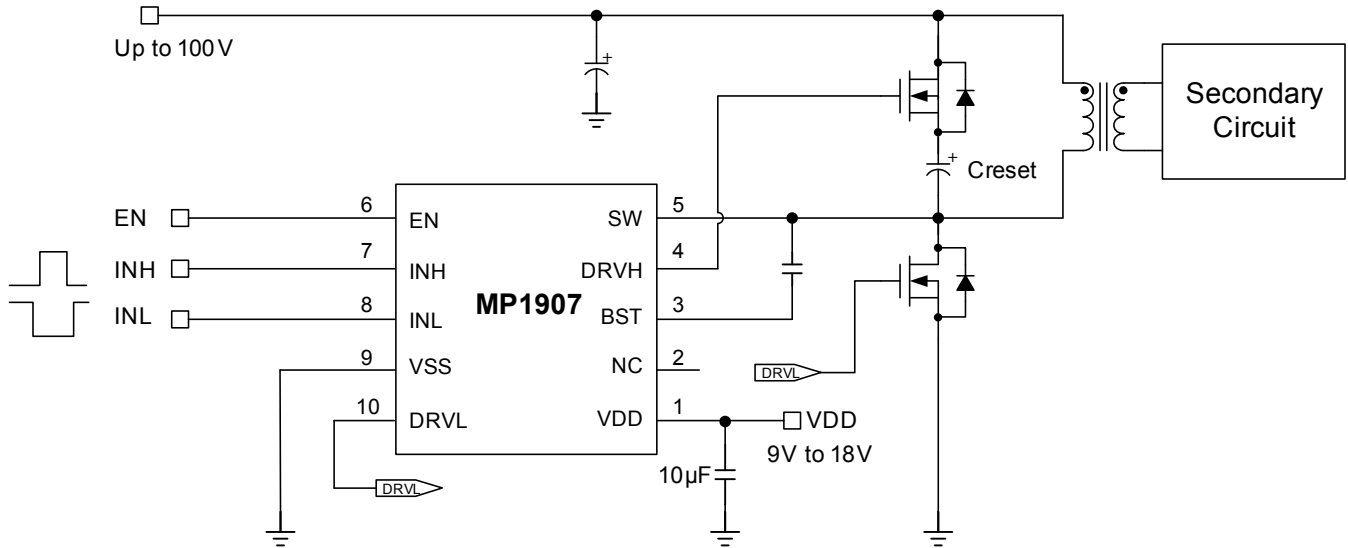 Up to 100V
+
Secondary
Circuit
+
Creset
EN
6
EN
SW
5
INH
7
INH
DRVH
4
MP1907
INL
8
INL
BST
3
9
VSS
NC
2
DRVL
10
DRVL
VDD
1
VDD
9V to 18V
10µF
DRVL